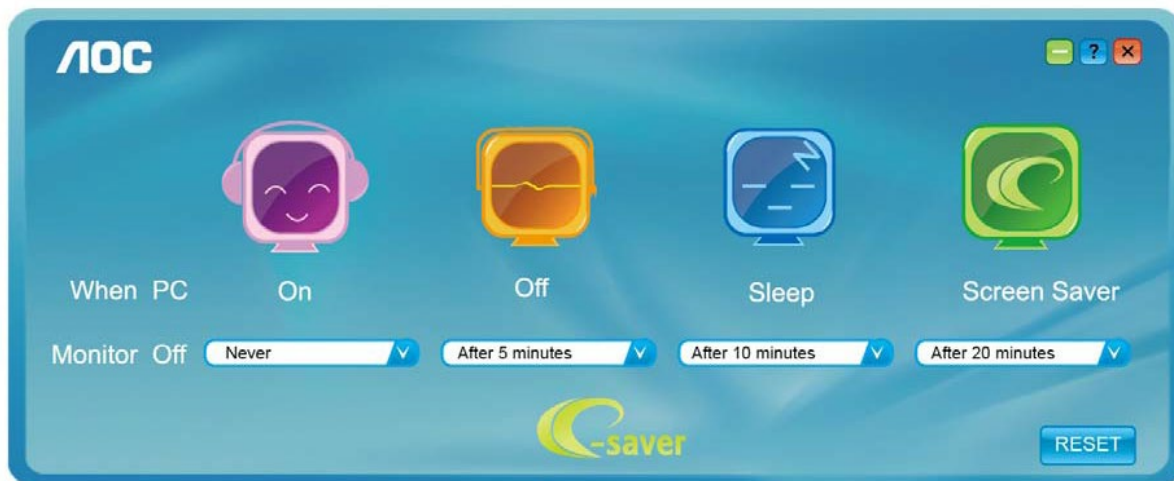 AOC
?
When PC On Off Sleep Screen Saver
Monitor Off Never After 5 minutes After 10 minutes After 20 minutes
e-saver
RESET